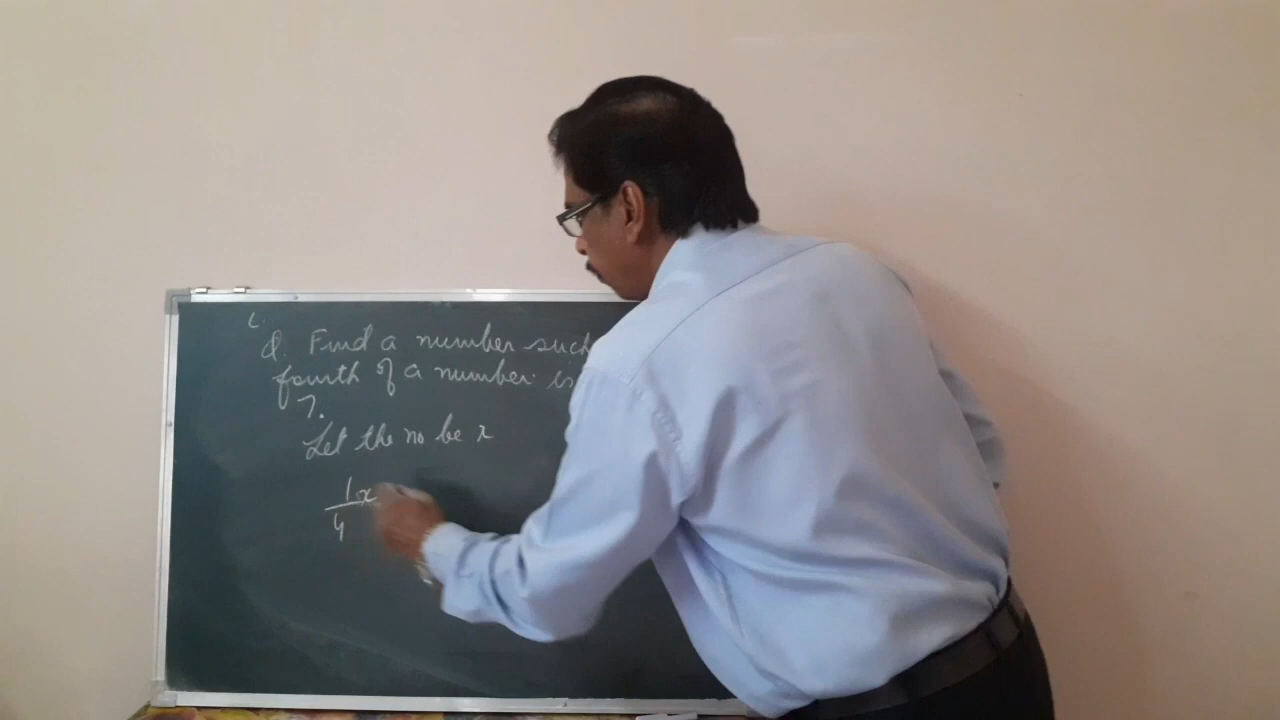 Q. Find a number such
fourth of a number is
7.
Let the no be x
1x
4